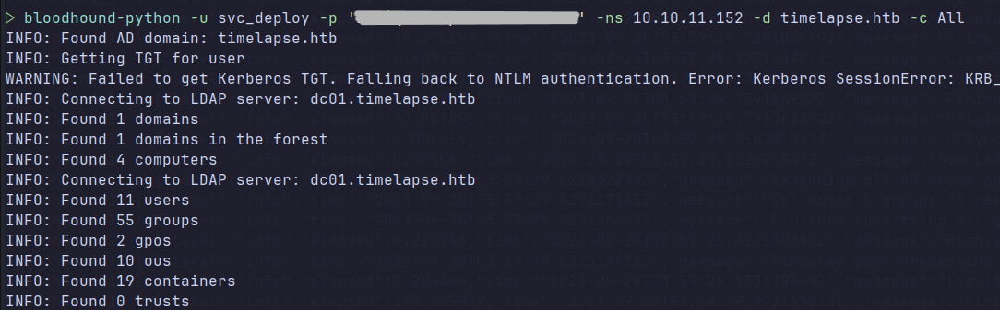 ▷ bloodhound-python -u svc_deploy -p '' -ns 10.10.11.152 -d timelapse.htb -c All
INFO: Found AD domain: timelapse.htb
INFO: Getting TGT for user
WARNING: Failed to get Kerberos TGT. Falling back to NTLM authentication. Error: Kerberos SessionError: KRB_
INFO: Connecting to LDAP server: dc01.timelapse.htb
INFO: Found 1 domains
INFO: Found 1 domains in the forest
INFO: Found 4 computers
INFO: Connecting to LDAP server: dc01.timelapse.htb
INFO: Found 11 users
INFO: Found 55 groups
INFO: Found 2 gpos
INFO: Found 10 ous
INFO: Found 19 containers
INFO: Found 0 trusts